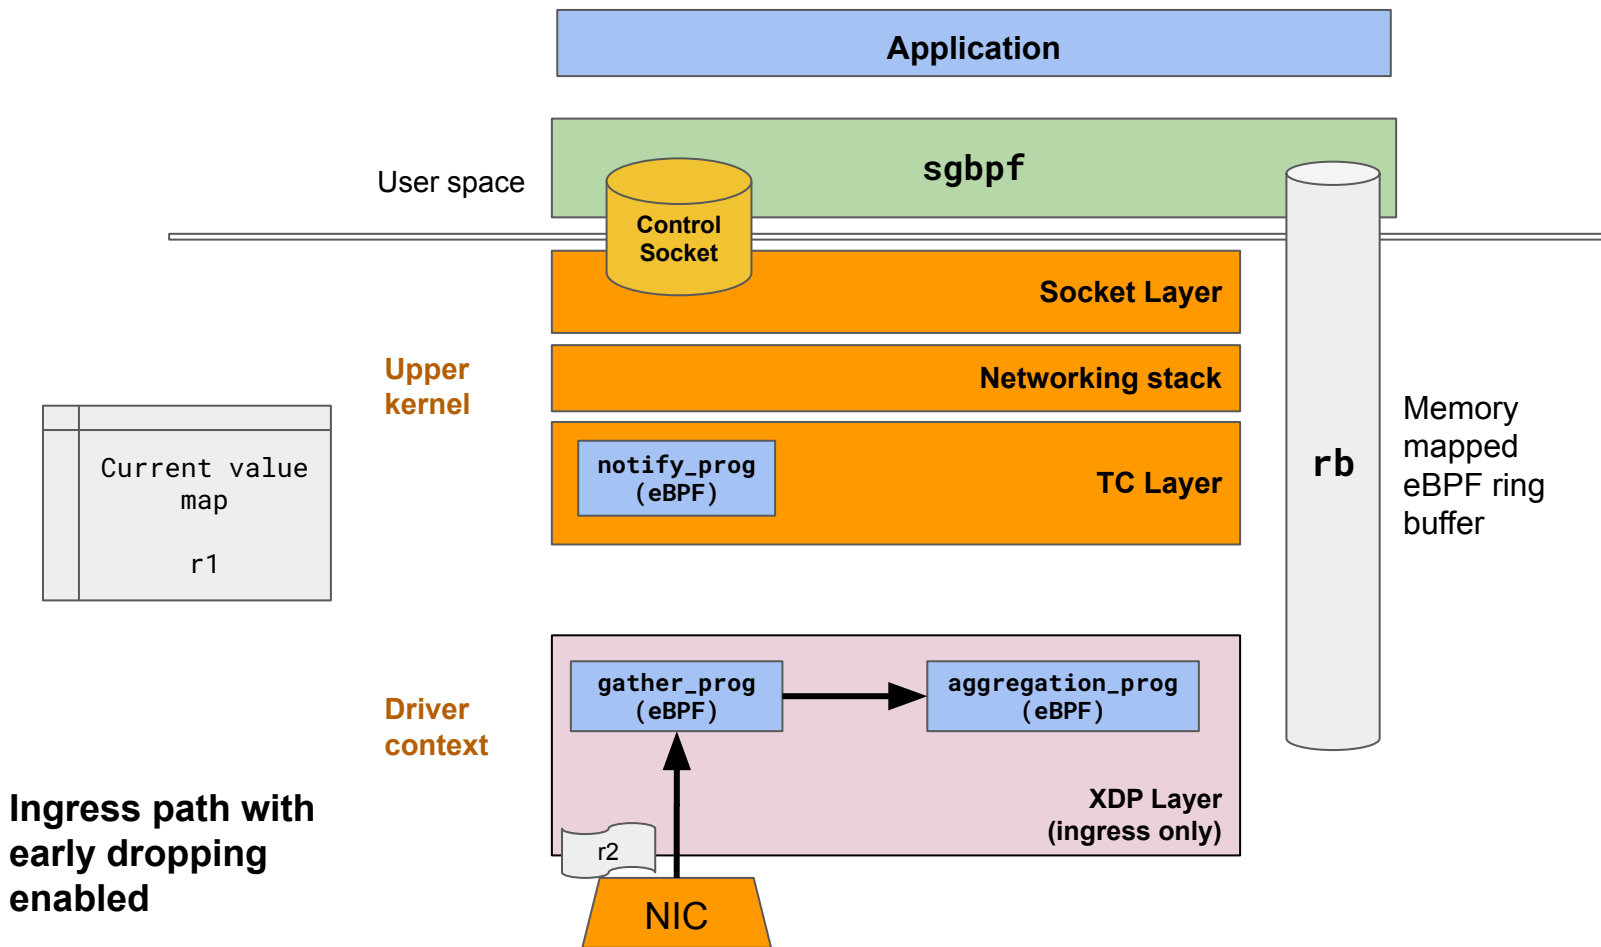 Application
sgbpf
User space
Control
Socket
Socket Layer
Upper
kernel
Networking stack
Current value
map
r1
notify_prog
(eBPF)
TC Layer
rb
Memory
mapped
eBPF ring
buffer
Driver
context
gather_prog
(eBPF)
aggregation_prog
(eBPF)
XDP Layer
(ingress only)
Ingress path with
early dropping
enabled
r2
NIC